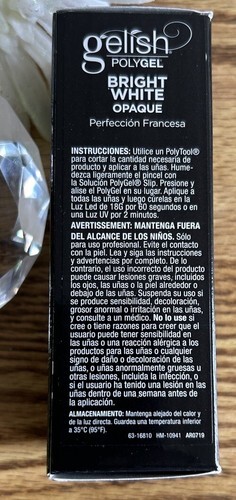 gelish
POLYGEL®
BRIGHT
WHITE
OPAQUE
Perfección Francesa
INSTRUCCIONES: Utilice un PolyTool®
para cortar la cantidad necesaria de
producto y aplicar a las uñas. Hume-
dezca ligeramente el pincel con
la Solución PolyGel® Slip. Presione y
alise el PolyGel en su lugar. Aplique a
todas las uñas y luego cúrelas en la
Luz Led de 18G por 60 segundos o en
una Luz UV por 2 minutos.
AVERTISSEMENT: MANTENGA FUERA
DEL ALCANCE DE LOS NIÑOS. Sólo
para uso profesional. Evite el contacto
con la piel. Lea y siga las instrucciones
y advertencias por completo. De lo
contrario, el uso incorrecto del producto
puede causar lesiones graves, incluidos
los ojos, las uñas o la piel alrededor o
debajo de las uñas. Suspenda su uso si
se produce sensibilidad, decoloración,
grosor anormal o irritación en las uñas,
y consulte a un médico. No lo use si
cree o tiene razones para creer que el
usuario puede tener sensibilidad en
las uñas o una reacción alérgica a los
productos para las uñas o cualquier
signo de daño o decoloración de las
uñas, o uñas anormalmente gruesas u
otras lesiones, incluida la infección, o
si el usuario ha tenido una lesión en las
uñas dentro de una semana antes de
la aplicación.
ALMACENAMIENTO: Mantenga alejado del calor y
de la luz directa. Guardea una temperatura inferior
a 35°C (95°F).
63-16810 HM-10941 AR0719